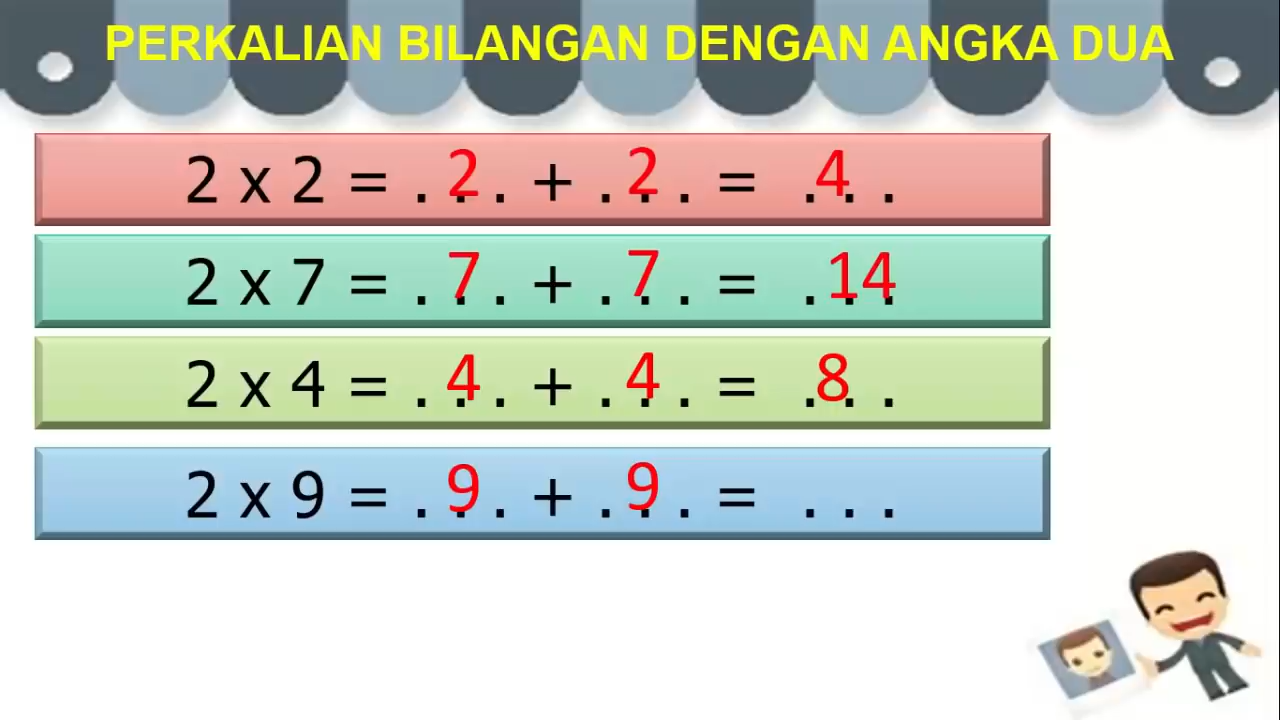 PERKALIAN BILANGAN DENGAN ANGKA DUA
2 x 2 = . 2 . + . 2 . = . 4 .
2 x 7 = . 7 . + . 7 . = . 14
2 x 4 = . 4 . + . 4 . = . 8 .
2 x 9 = . 9 . + . 9 . = . . .